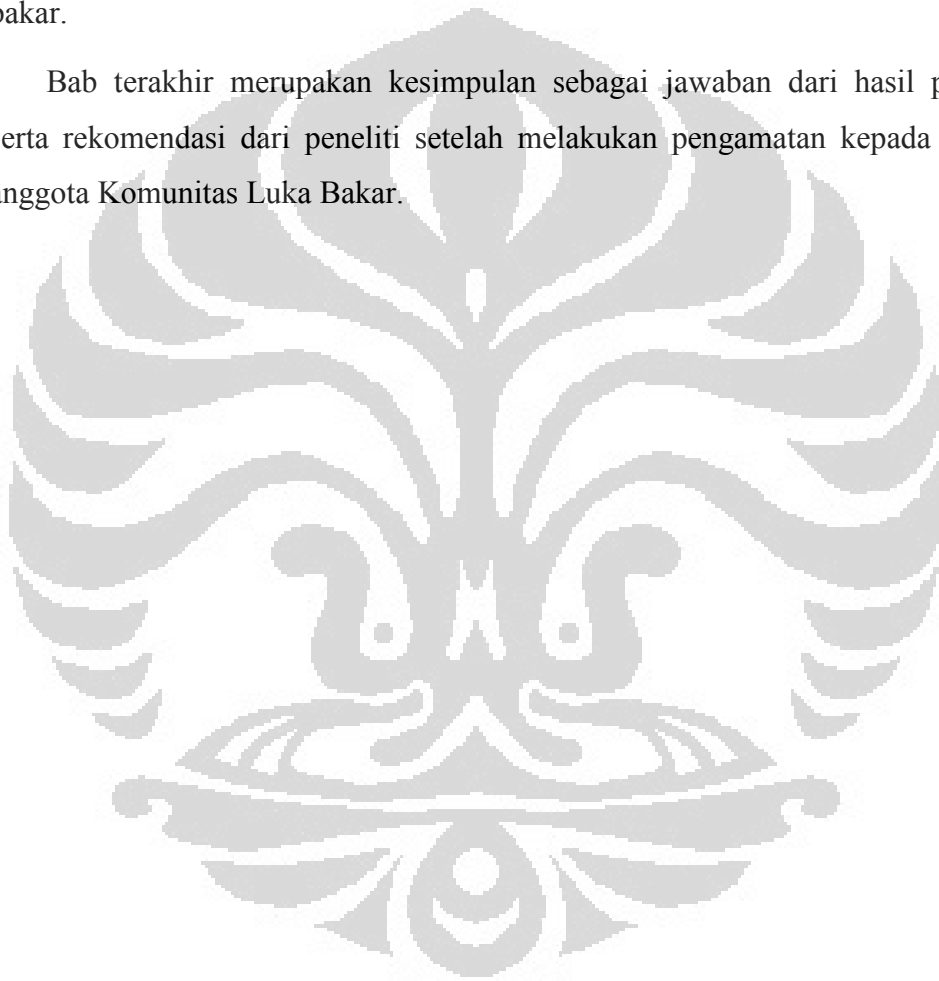 bakar.
Bab terakhir merupakan kesimpulan sebagai jawaban dari hasil p
erta rekomendasi dari peneliti setelah melakukan pengamatan kepada
anggota Komunitas Luka Bakar.